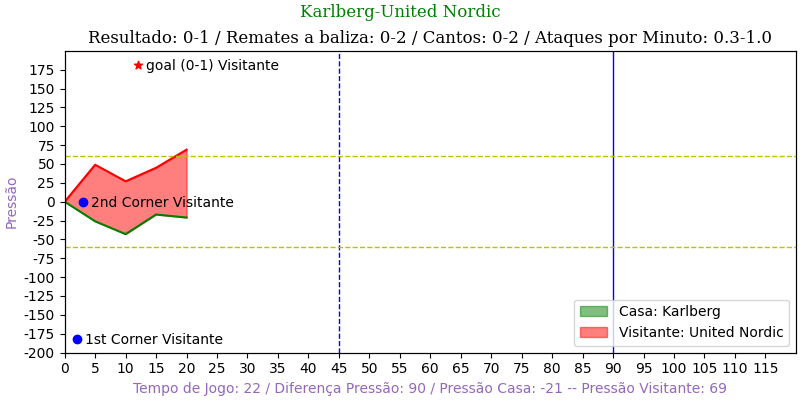 Karlberg-United Nordic
Resultado: 0-1 / Remates a baliza: 0-2 / Cantos: 0-2 / Ataques por Minuto: 0.3-1.0
goal (0-1) Visitante
2nd Corner Visitante
1st Corner Visitante
Pressão
175
150
125
100
75
50
25
0
-25
-50
-75
-100
-125
-150
-175
-200
Casa: Karlberg
Visitante: United Nordic
0 5 10 15 20 25 30 35 40 45 50 55 60 65 70 75 80 85 90 95 100 105 110 115
Tempo de Jogo: 22 / Diferença Pressão: 90 / Pressão Casa: -21 -- Pressão Visitante: 69